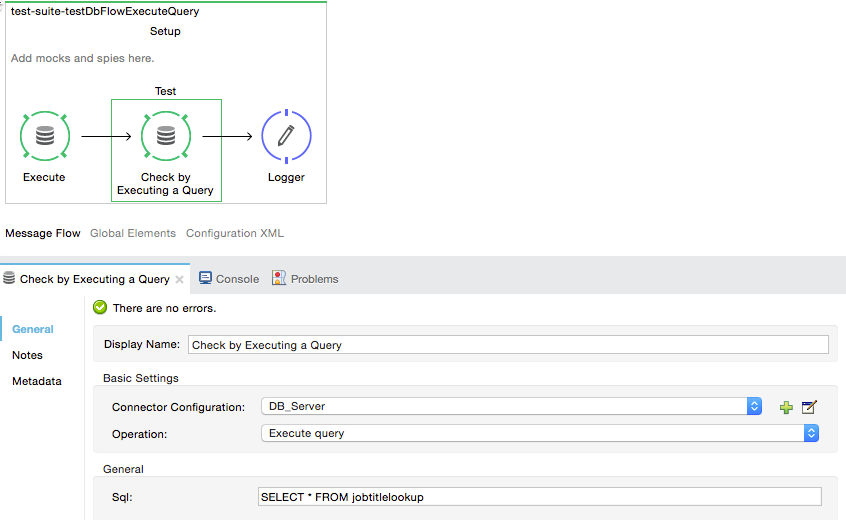 test-suite-testDbFlowExecuteQuery
Setup
Add mocks and spies here.
Test
Execute
Check by
Executing a Query
Logger
Message Flow Global Elements Configuration XML
Check by Executing a Query Console Problems
There are no errors.
General
Notes
Metadata
Display Name: Check by Executing a Query
Basic Settings
Connector Configuration: DB_Server
Operation: Execute query
General
Sql: SELECT * FROM jobtitlelookup